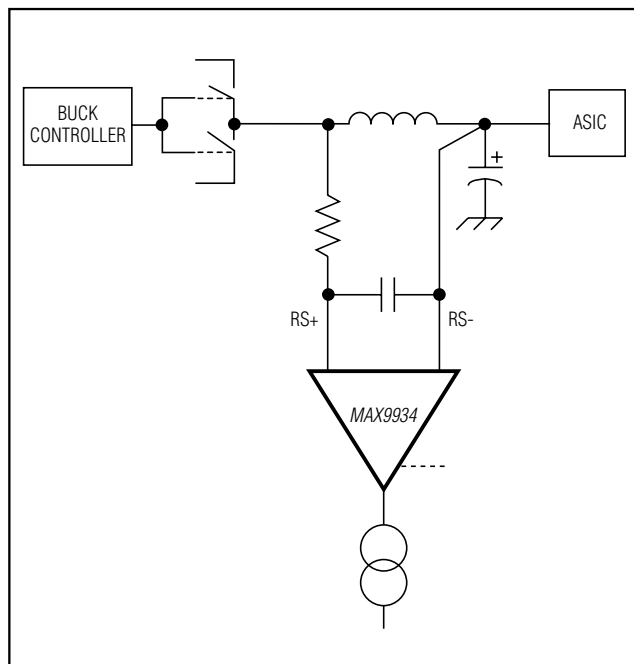 BUCK
CONTROLLER
ASIC
+
RS+
RS-
MAX9934